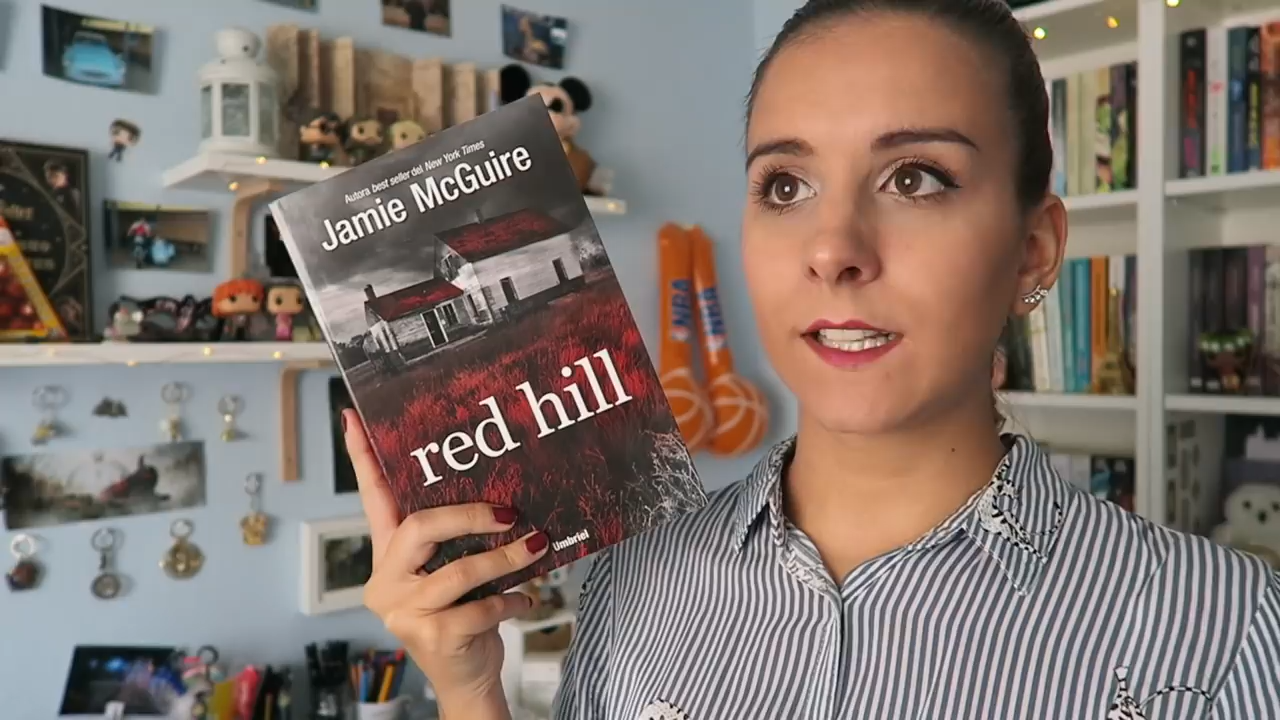 Autora best seller del New York Times
Jamie McGuire
red hill
Umbriel
NBA
NBA